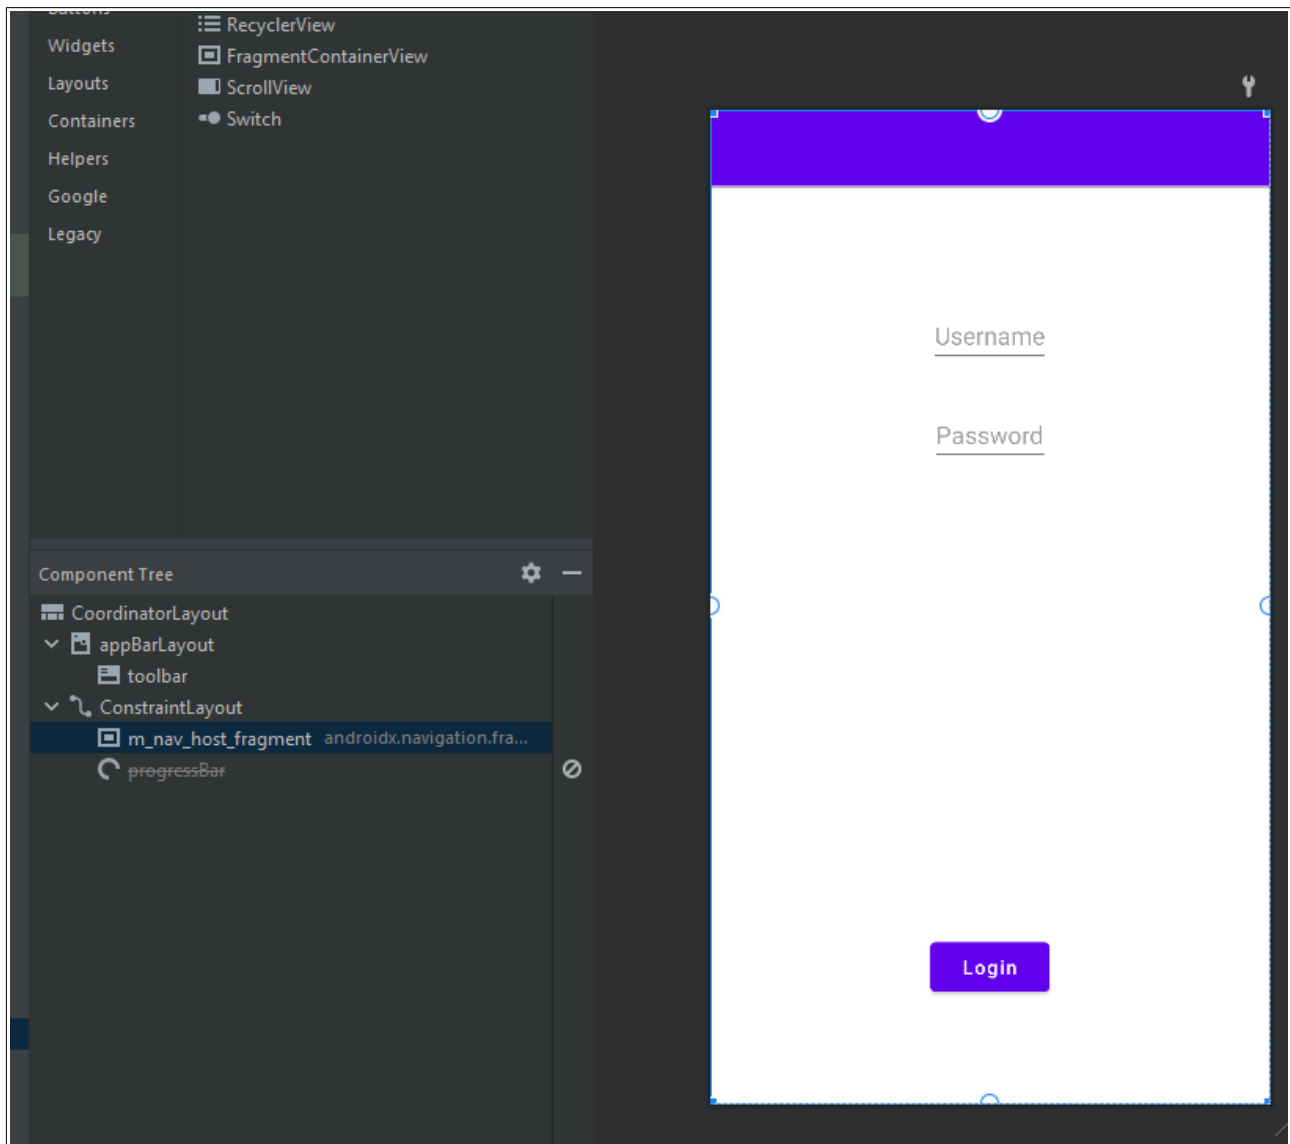 Buttons
Widgets
Layouts
Containers
Helpers
Google
Legacy
RecyclerView
FragmentContainerView
ScrollView
Switch
Component Tree
CoordinatorLayout
appBarLayout
toolbar
ConstraintLayout
m_nav_host_fragment androidx.navigation.fra...
progressBar
Username
Password
Login